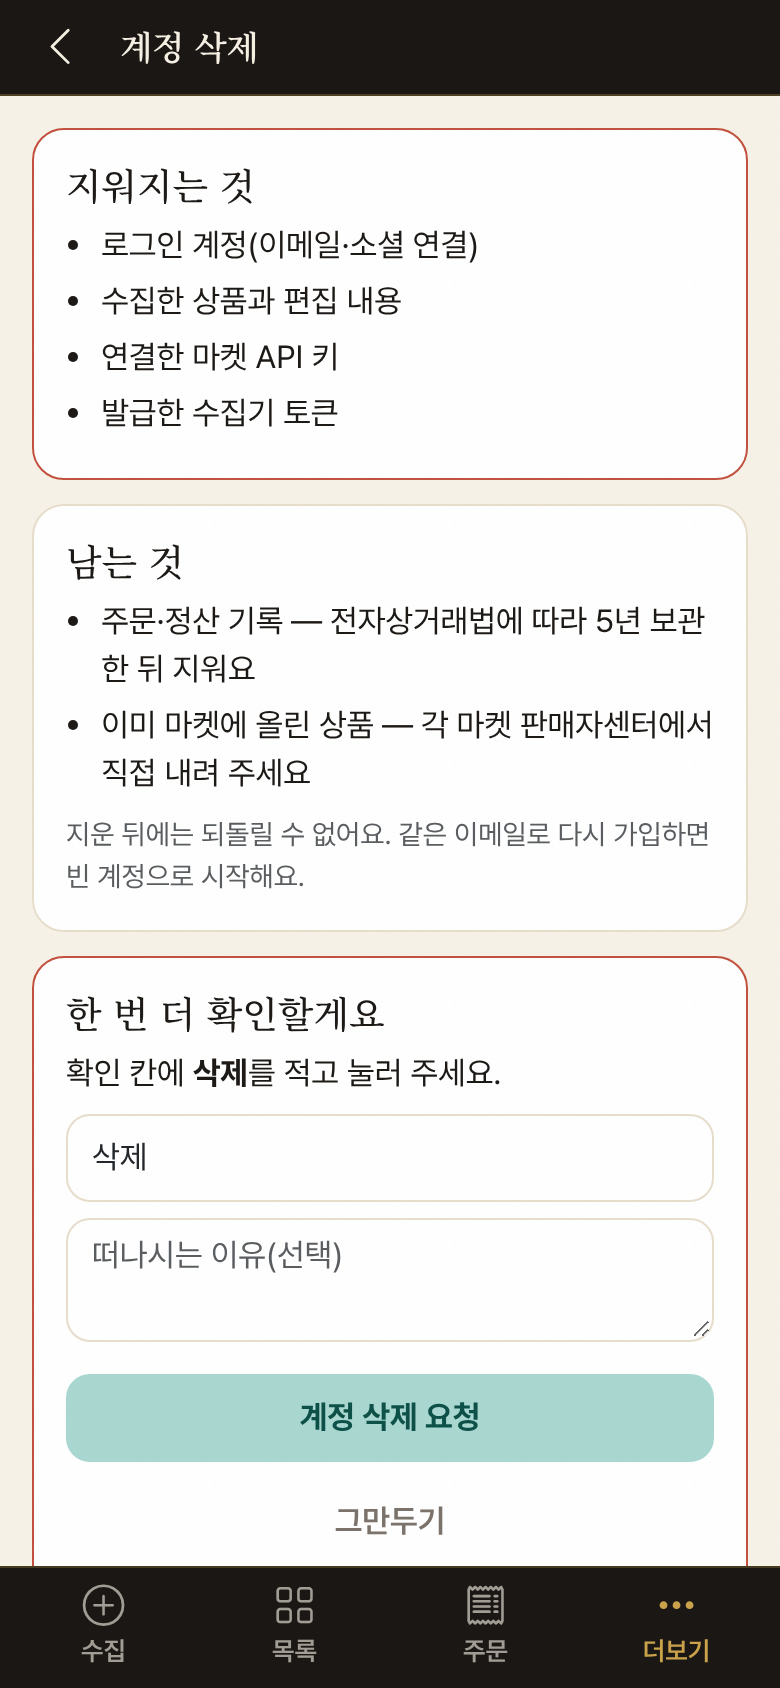 계정 삭제
지워지는 것
• 로그인 계정(이메일·소셜 연결)
• 수집한 상품과 편집 내용
• 연결한 마켓 API 키
• 발급한 수집기 토큰
남는 것
• 주문·정산 기록 — 전자상거래법에 따라 5년 보관
한 뒤 지워요
• 이미 마켓에 올린 상품 — 각 마켓 판매자센터에서
직접 내려 주세요
지운 뒤에는 되돌릴 수 없어요. 같은 이메일로 다시 가입하면
빈 계정으로 시작해요.
한 번 더 확인할게요
확인 칸에 삭제를 적고 눌러 주세요.
삭제
떠나시는 이유(선택)
계정 삭제 요청
그만두기
수집
목록
주문
더보기